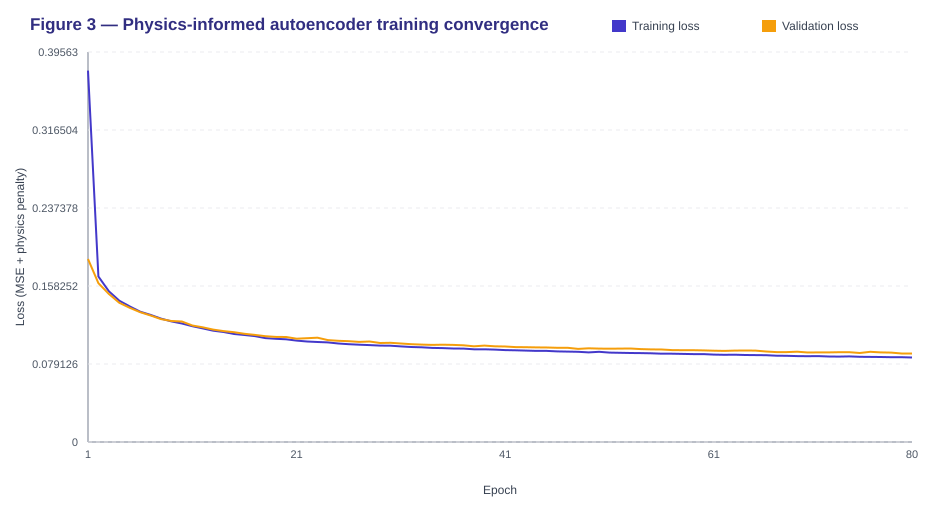 Figure 3 — Physics-informed autoencoder training convergence
Training loss
Validation loss
0.39563
0.316504
0.237378
0.158252
0.079126
0
Loss (MSE + physics penalty)
1
21
41
61
80
Epoch